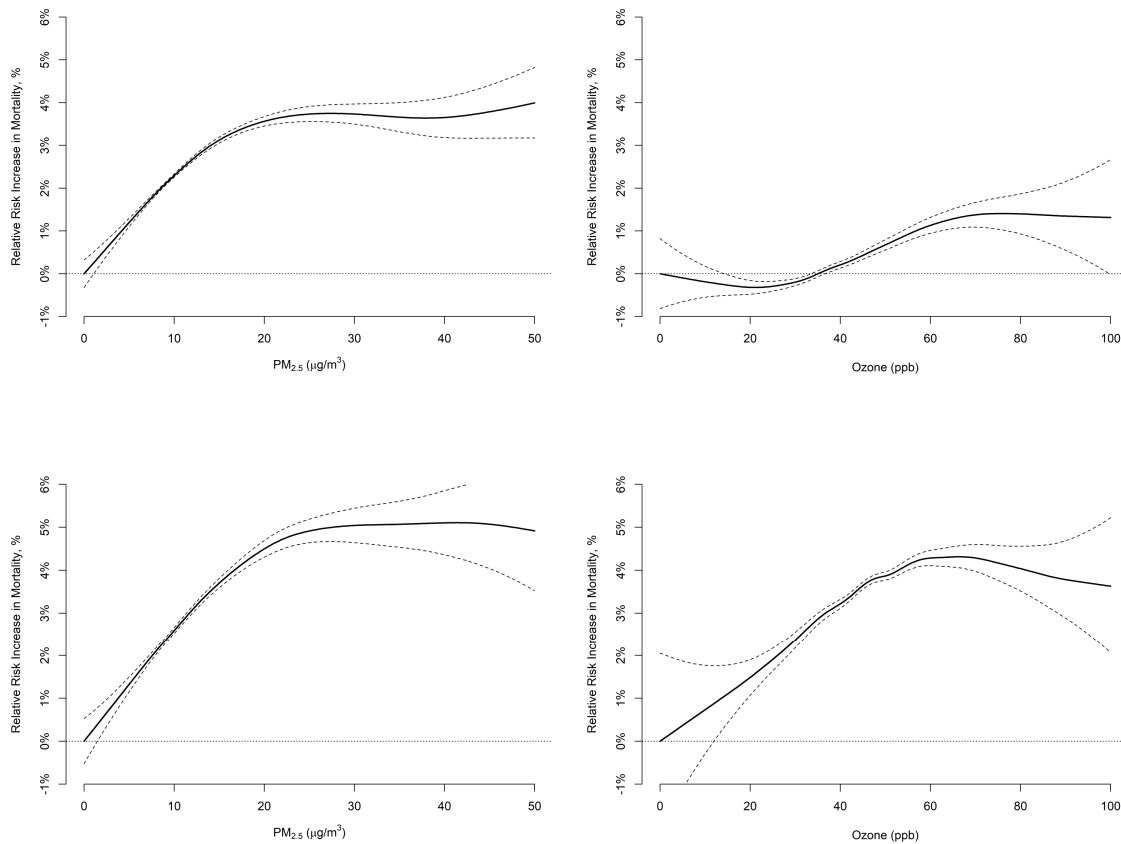 Relative Risk Increase in Mortality, %
6%
5%
4%
3%
2%
1%
0%
-1%
0 10 20 30 40 50
PM2.5 (μg/m3)
Relative Risk Increase in Mortality, %
6%
5%
4%
3%
2%
1%
0%
-1%
0 20 40 60 80 100
Ozone (ppb)
Relative Risk Increase in Mortality, %
6%
5%
4%
3%
2%
1%
0%
-1%
0 10 20 30 40 50
PM2.5 (μg/m3)
Relative Risk Increase in Mortality, %
6%
5%
4%
3%
2%
1%
0%
-1%
0 20 40 60 80 100
Ozone (ppb)